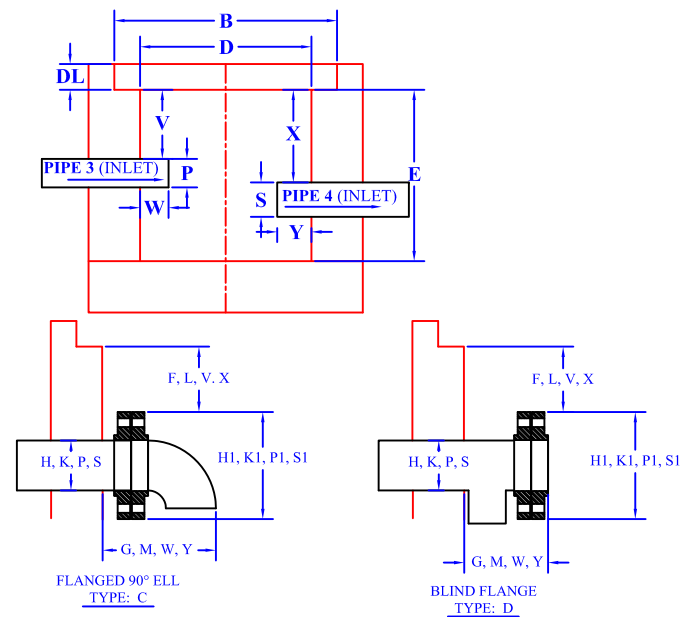 B
D
DL
V
X
E
PIPE 3 (INLET)
P
S
PIPE 4 (INLET)
W
Y
F, L, V. X
F, L, V, X
H, K, P, S
H1, K1, P1, S1
H, K, P, S
H1, K1, P1, S1
G, M, W, Y
G, M, W, Y
FLANGED 90° ELL
TYPE: C
BLIND FLANGE
TYPE: D